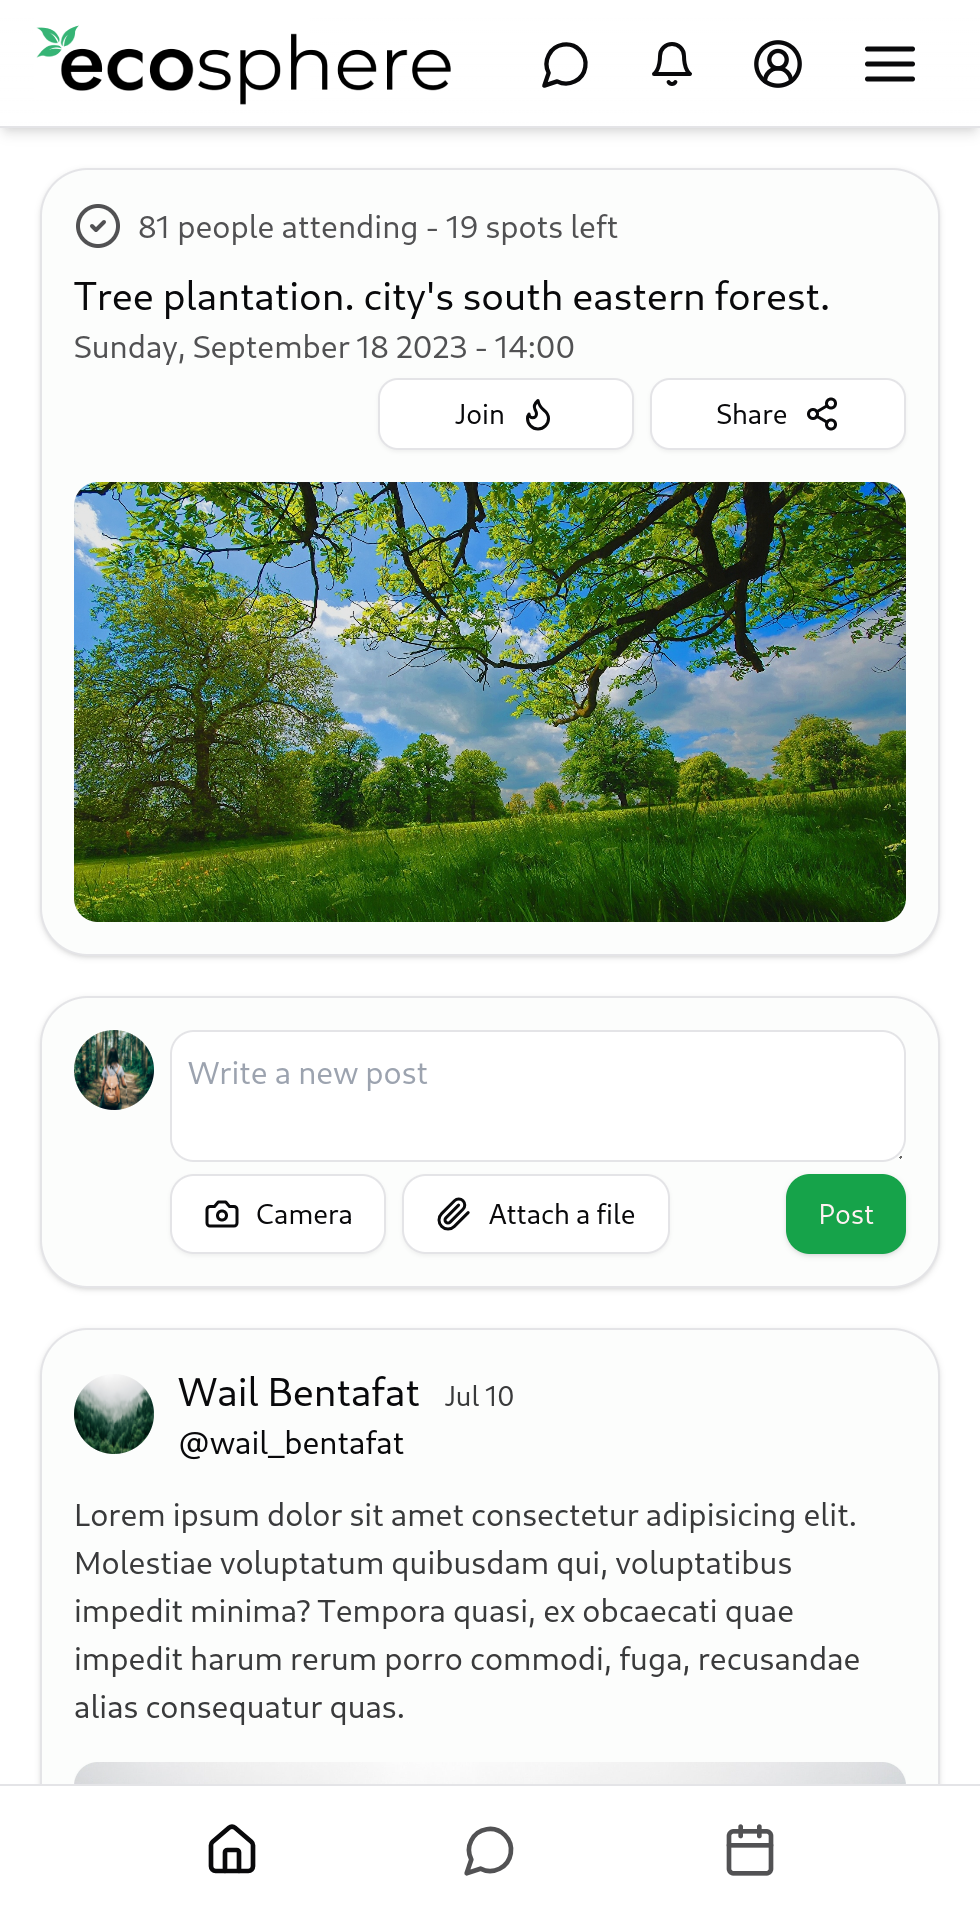 ecosphere
81 people attending - 19 spots left
Tree plantation. city's south eastern forest.
Sunday, September 18 2023 - 14:00
Join
Share
Write a new post
Camera
Attach a file
Post
Wail Bentafat Jul 10
@wail_bentafat
Lorem ipsum dolor sit amet consectetur adipisicing elit.
Molestiae voluptatum quibusdam qui, voluptatibus
impedit minima? Tempora quasi, ex obcaecati quae
impedit harum rerum porro commodi, fuga, recusandae
alias consequatur quas.